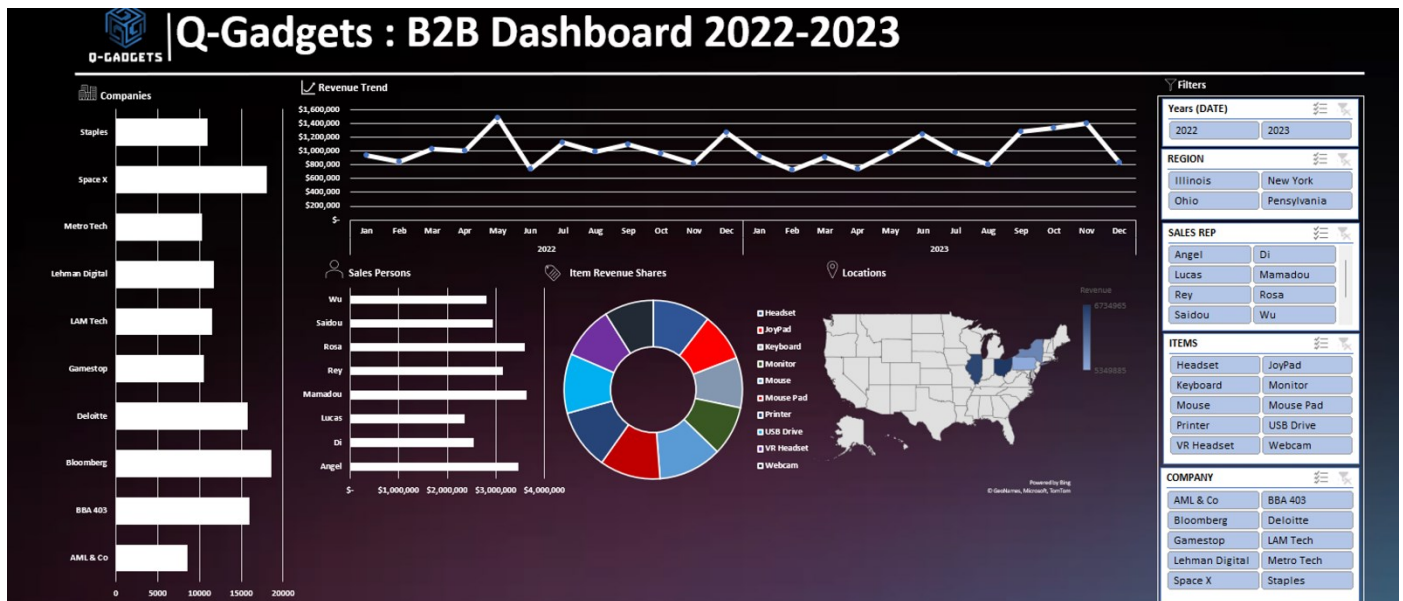 Q-GADGETS
Q-Gadgets : B2B Dashboard 2022-2023
Companies
Staples
Space X
Metro Tech
Lehman Digital
LAM Tech
Gamestop
Deloitte
Bloomberg
BBA 403
AML & Co
0 5000 10000 15000 20000
Revenue Trend
$1,600,000
$1,400,000
$1,200,000
$1,000,000
$800,000
$600,000
$400,000
$200,000
$-
Jan Feb Mar Apr May Jun Jul Aug Sep Oct Nov Dec Jan Feb Mar Apr May Jun Jul Aug Sep Oct Nov Dec
2022 2023
Sales Persons
Wu
Saidou
Rosa
Rey
Mamadou
Lucas
Di
Angel
$- $1,000,000 $2,000,000 $3,000,000 $4,000,000
Item Revenue Shares
Headset
JoyPad
Keyboard
Monitor
Mouse
Mouse Pad
Printer
USB Drive
VR Headset
Webcam
Locations
Revenue
6734965
5349885
Powered by Bing
© GeoNames, Microsoft, TomTom
Filters
Years (DATE)
2022 2023
REGION
Illinois New York
Ohio Pensylvania
SALES REP
Angel Di
Lucas Mamadou
Rey Rosa
Saidou Wu
ITEMS
Headset JoyPad
Keyboard Monitor
Mouse Mouse Pad
Printer USB Drive
VR Headset Webcam
COMPANY
AML & Co BBA 403
Bloomberg Deloitte
Gamestop LAM Tech
Lehman Digital Metro Tech
Space X Staples